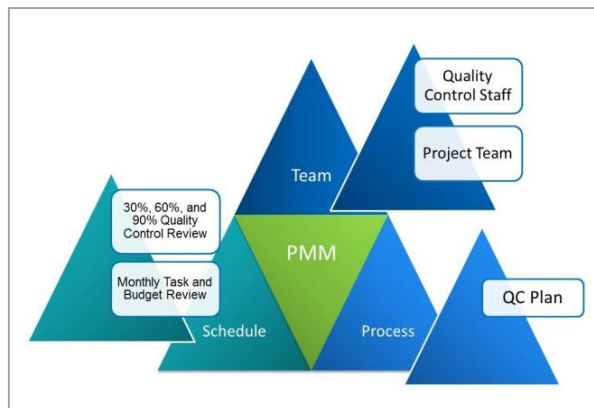 Quality
Control Staff
Project Team
Team
30%, 60%, and
90% Quality
Control Review
Monthly Task and
Budget Review
PMM
Schedule
Process
QC Plan